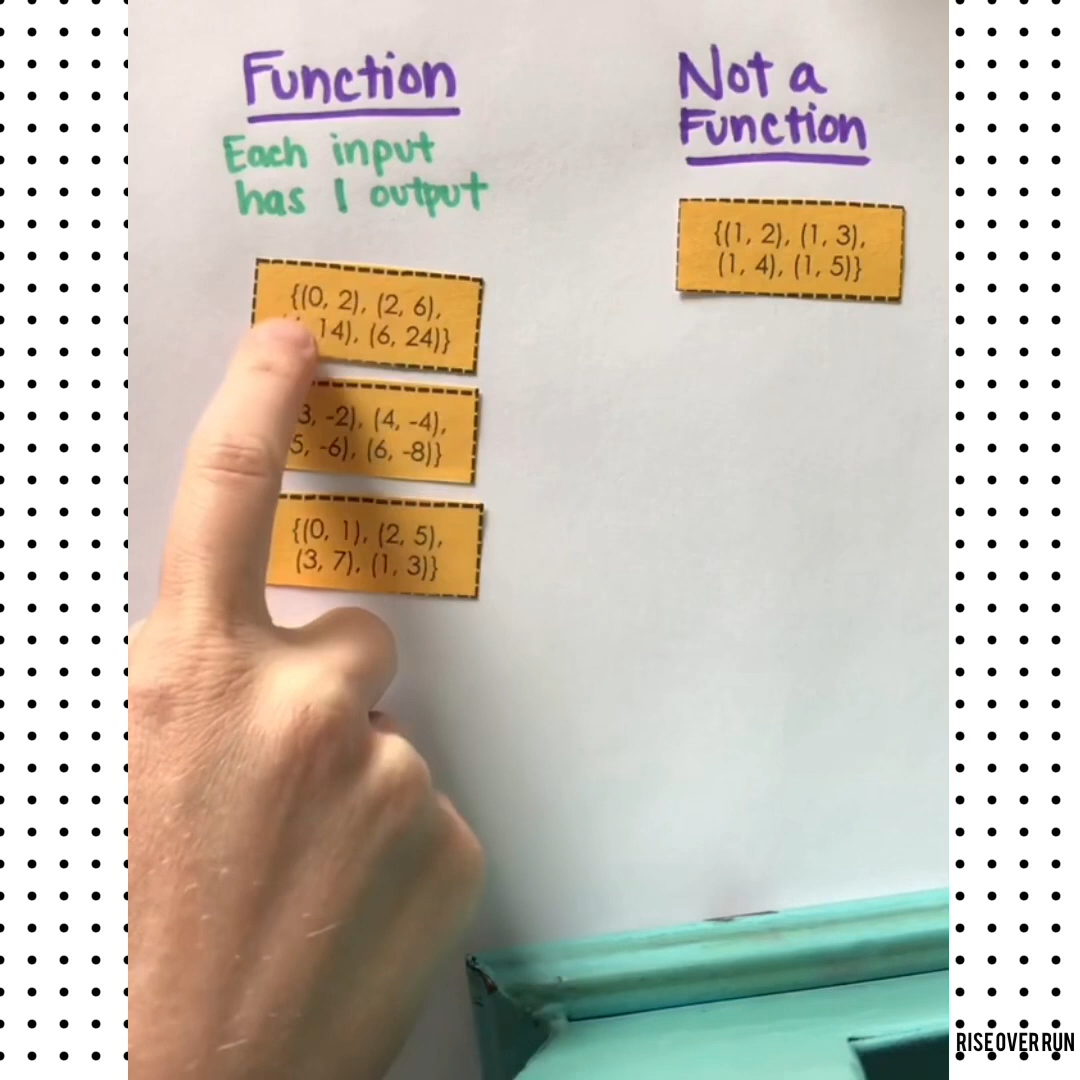 Function
Each input
has 1 output
{(0, 2), (2, 6),
14), (6, 24)}
3, -2), (4, -4),
5, -6), (6, -8)}
{(0, 1), (2, 5),
(3, 7), (1, 3)}
Not a
Function
{(1, 2), (1, 3),
(1, 4), (1, 5)}
RISE OVER RUN